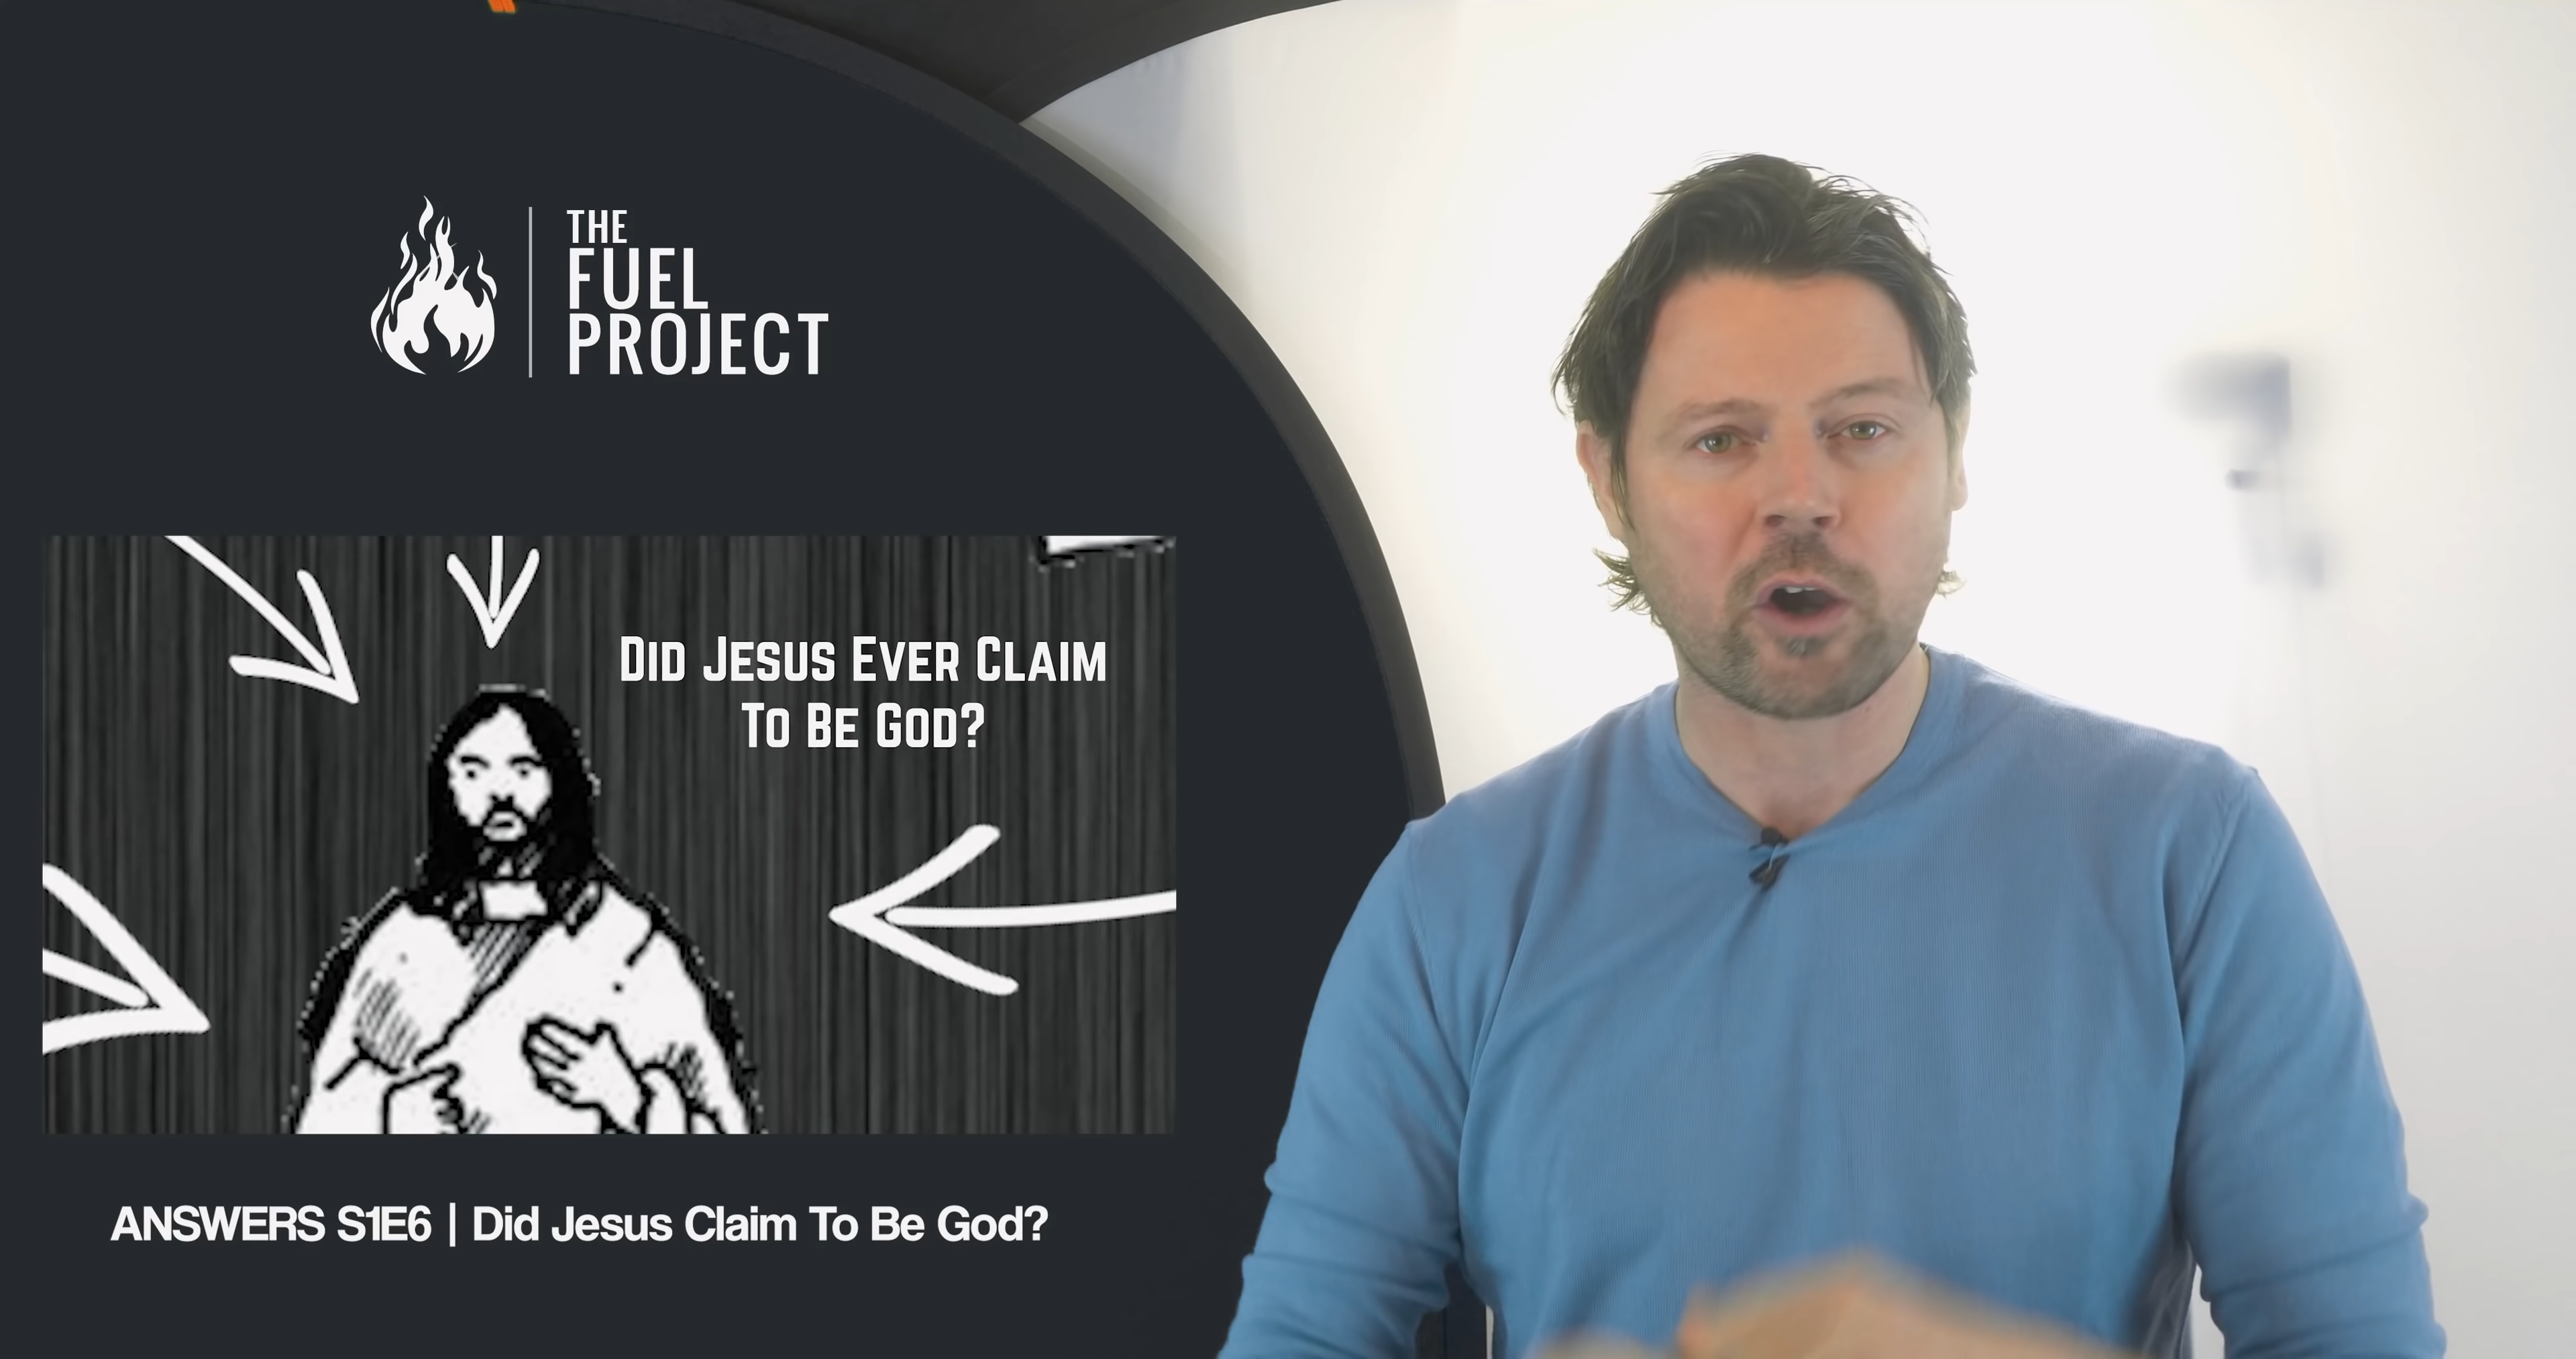 THE
FUEL
PROJECT
DID JESUS EVER CLAIM
TO BE GOD?
ANSWERS S1E6 | Did Jesus Claim To Be God?